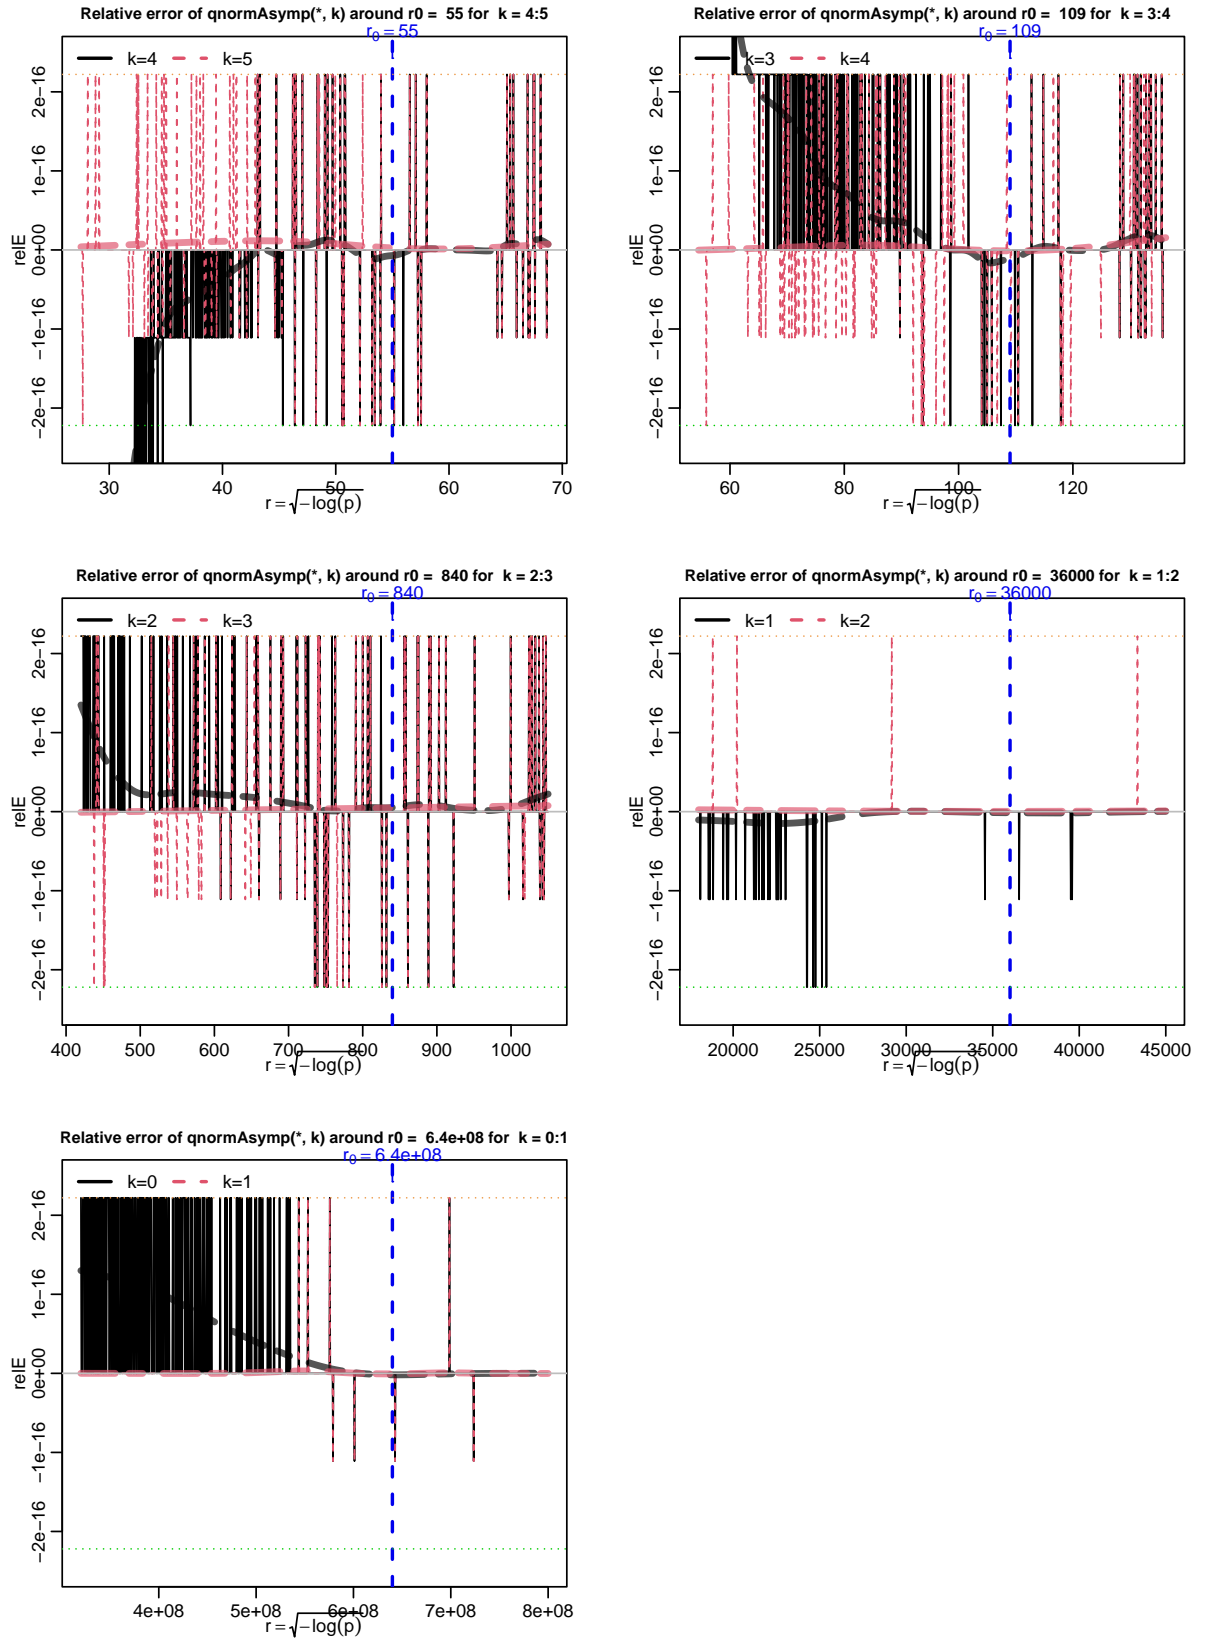 Relative error of qnormAsymp(*, k) around r0 = 55 for k = 4:5
r0 = 55
k=4 k=5
relE
2e−16
1e−16
0e+00
−1e−16
−2e−16
30 40 50 60 70
r = √−log(p)
Relative error of qnormAsymp(*, k) around r0 = 109 for k = 3:4
r0 = 109
k=3 k=4
relE
2e−16
1e−16
0e+00
−1e−16
−2e−16
60 80 100 120
r = √−log(p)
Relative error of qnormAsymp(*, k) around r0 = 840 for k = 2:3
r0 = 840
k=2 k=3
relE
2e−16
1e−16
0e+00
−1e−16
−2e−16
400 500 600 700 800 900 1000
r = √−log(p)
Relative error of qnormAsymp(*, k) around r0 = 36000 for k = 1:2
r0 = 36000
k=1 k=2
relE
2e−16
1e−16
0e+00
−1e−16
−2e−16
20000 25000 30000 35000 40000 45000
r = √−log(p)
Relative error of qnormAsymp(*, k) around r0 = 6.4e+08 for k = 0:1
r0 = 6.4e+08
k=0 k=1
relE
2e−16
1e−16
0e+00
−1e−16
−2e−16
4e+08 5e+08 6e+08 7e+08 8e+08
r = √−log(p)